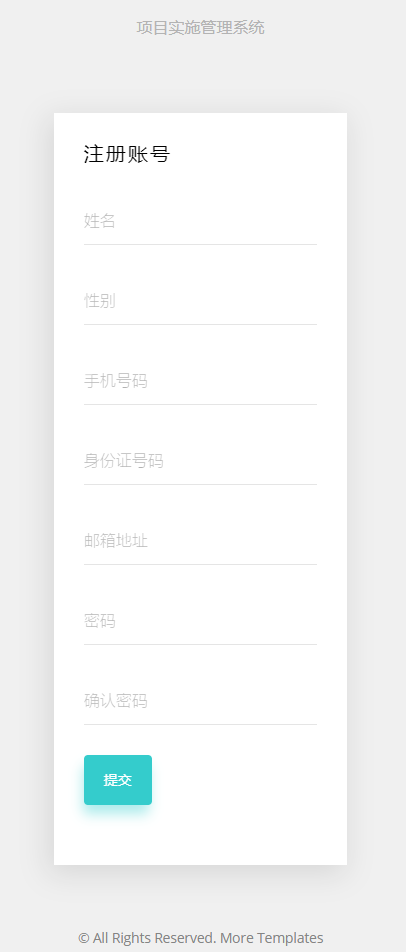 项目实施管理系统
注册账号
姓名
性别
手机号码
身份证号码
邮箱地址
密码
确认密码
提交
© All Rights Reserved. More Templates